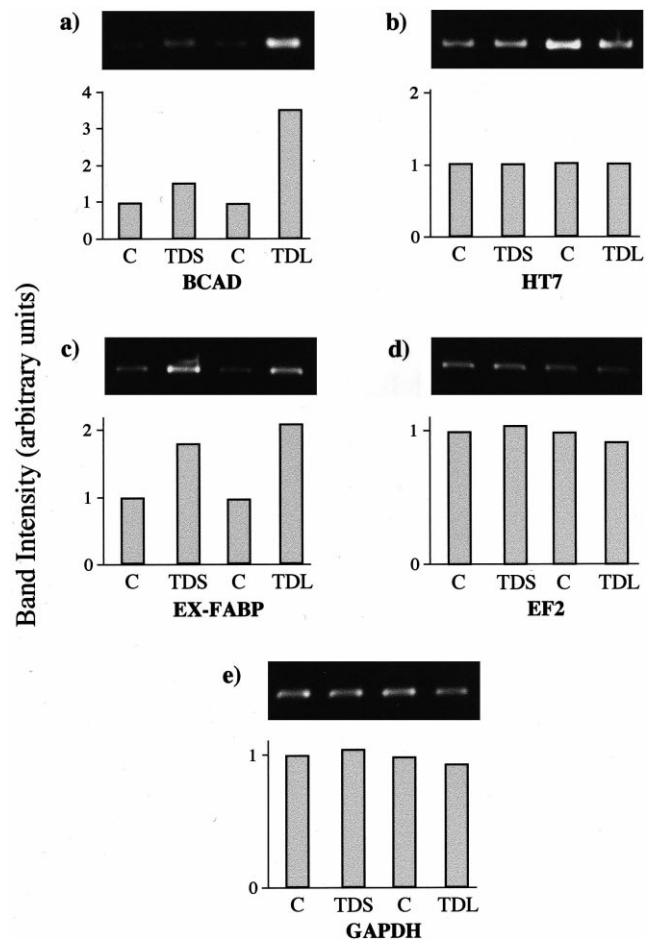 Band Intensity (arbitrary units)
a)
4
3
2
1
0
C TDS C TDL
BCAD
b)
2
1
0
C TDS C TDL
HT7
c)
2
1
0
C TDS C TDL
EX-FABP
d)
1
0
C TDS C TDL
EF2
e)
1
0
C TDS C TDL
GAPDH